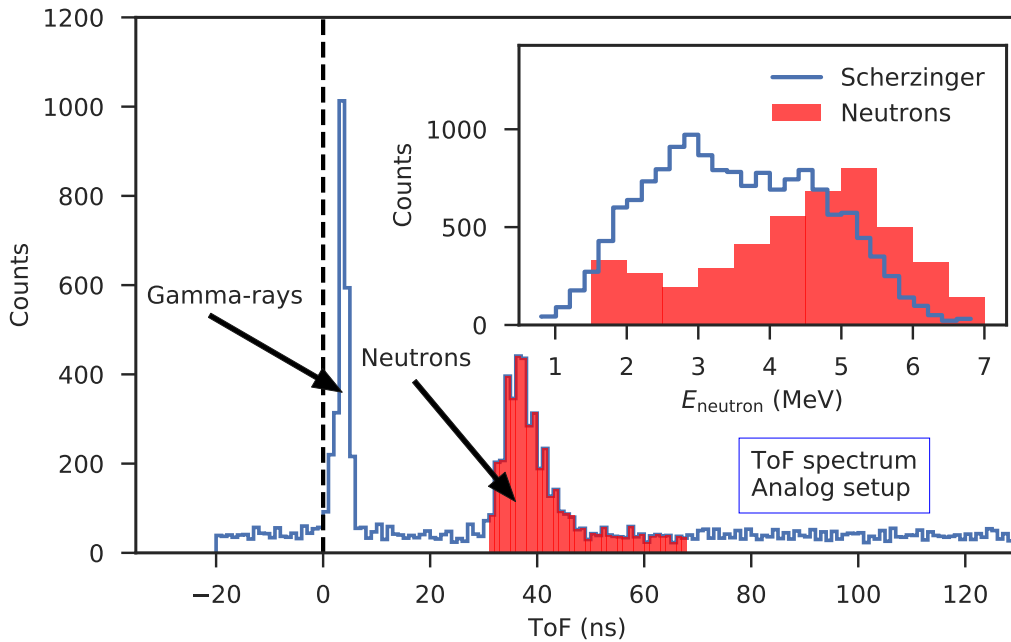 1200
1000
800
600
400
200
0
Counts
Gamma-rays
Neutrons
−20
0
20
40
60
80
100
120
ToF (ns)
Scherzinger
Neutrons
1000
500
0
Counts
1
2
3
4
5
6
7
Eneutron (MeV)
ToF spectrum
Analog setup